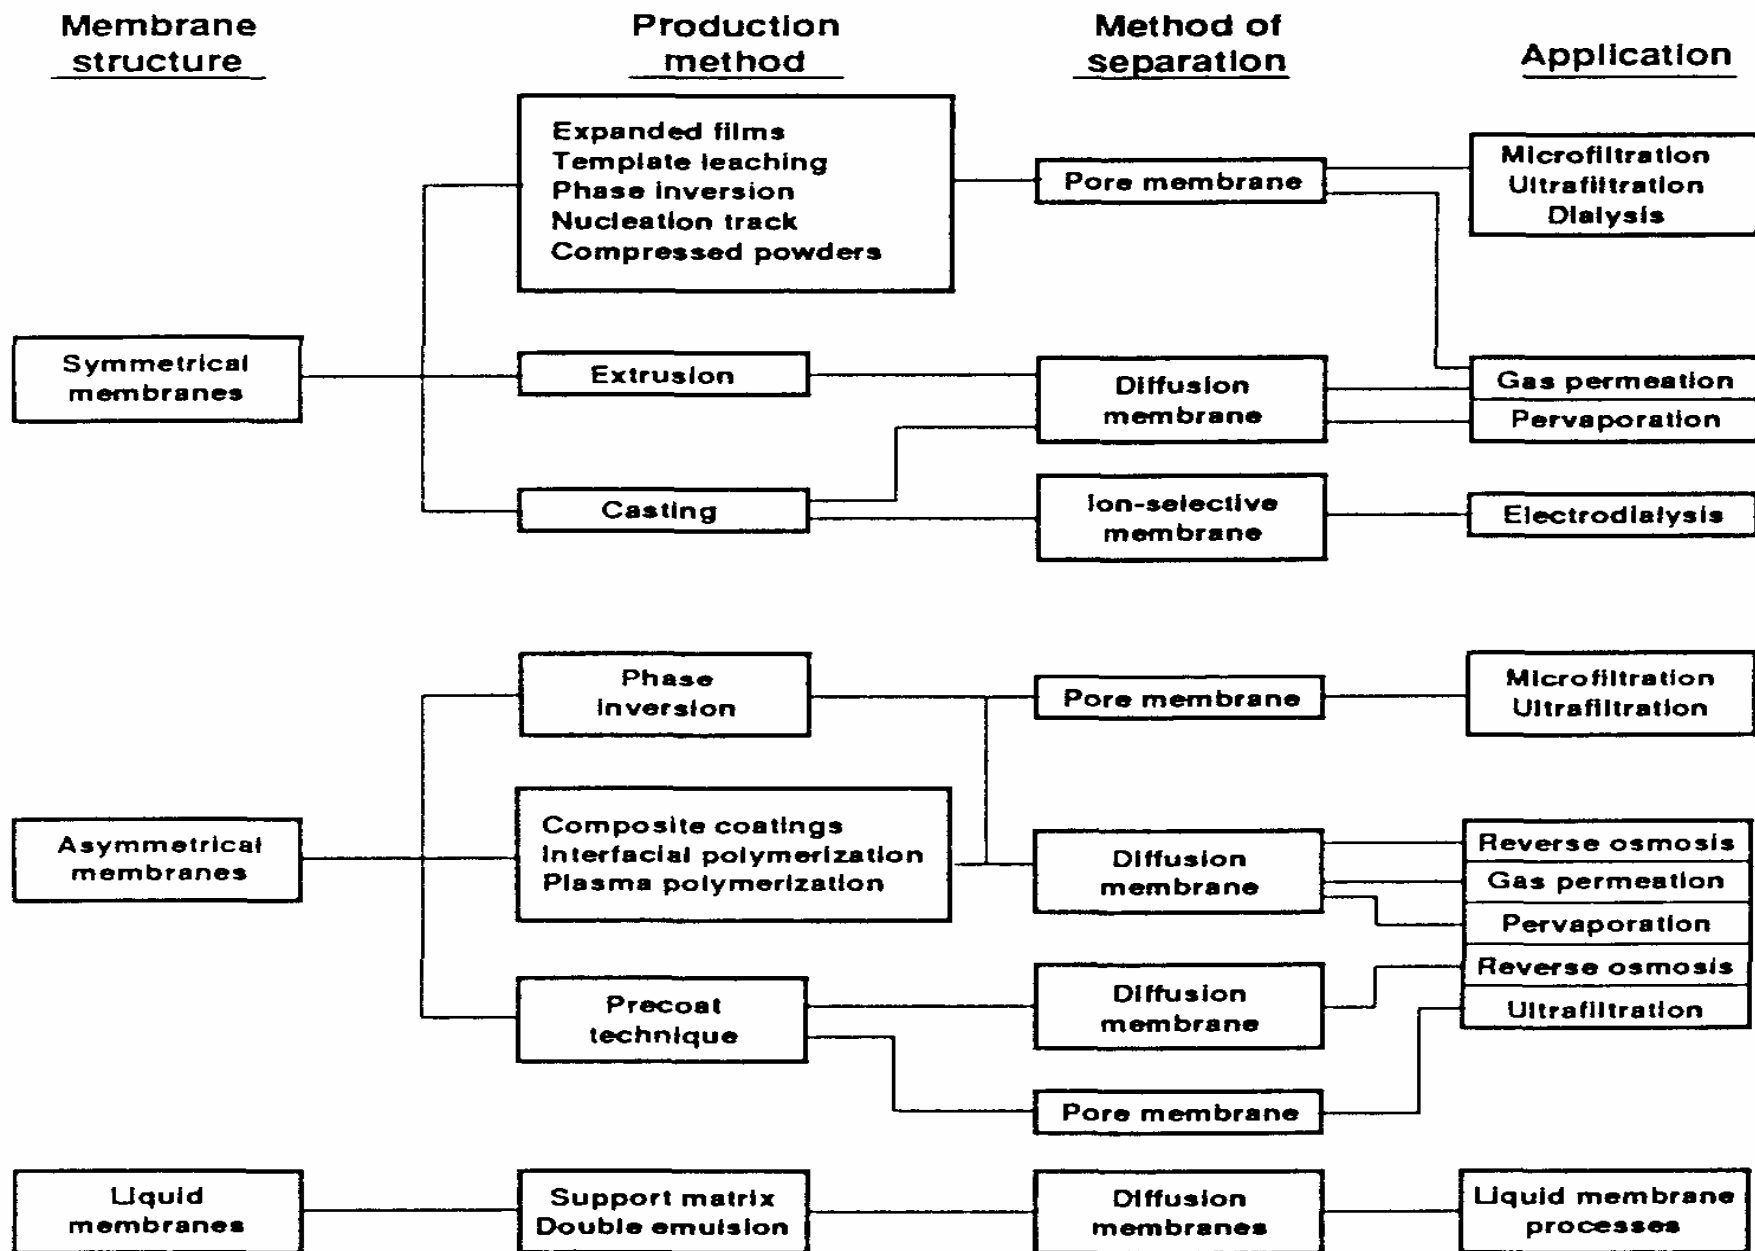 Membrane
structure
Production
method
Method of
separation
Application
Expanded films
Template leaching
Phase inversion
Nucleation track
Compressed powders
Pore membrane
Microfiltration
Ultrafiltration
Dialysis
Symmetrical
membranes
Extrusion
Diffusion
membrane
Gas permeation
Pervaporation
Casting
Ion-selective
membrane
Electrodialysis
Phase
inversion
Pore membrane
Microfiltration
Ultrafiltration
Asymmetrical
membranes
Composite coatings
Interfacial polymerization
Plasma polymerization
Diffusion
membrane
Reverse osmosis
Gas permeation
Pervaporation
Precoat
technique
Diffusion
membrane
Reverse osmosis
Ultrafiltration
Pore membrane
Liquid
membranes
Support matrix
Double emulsion
Diffusion
membranes
Liquid membrane
processes